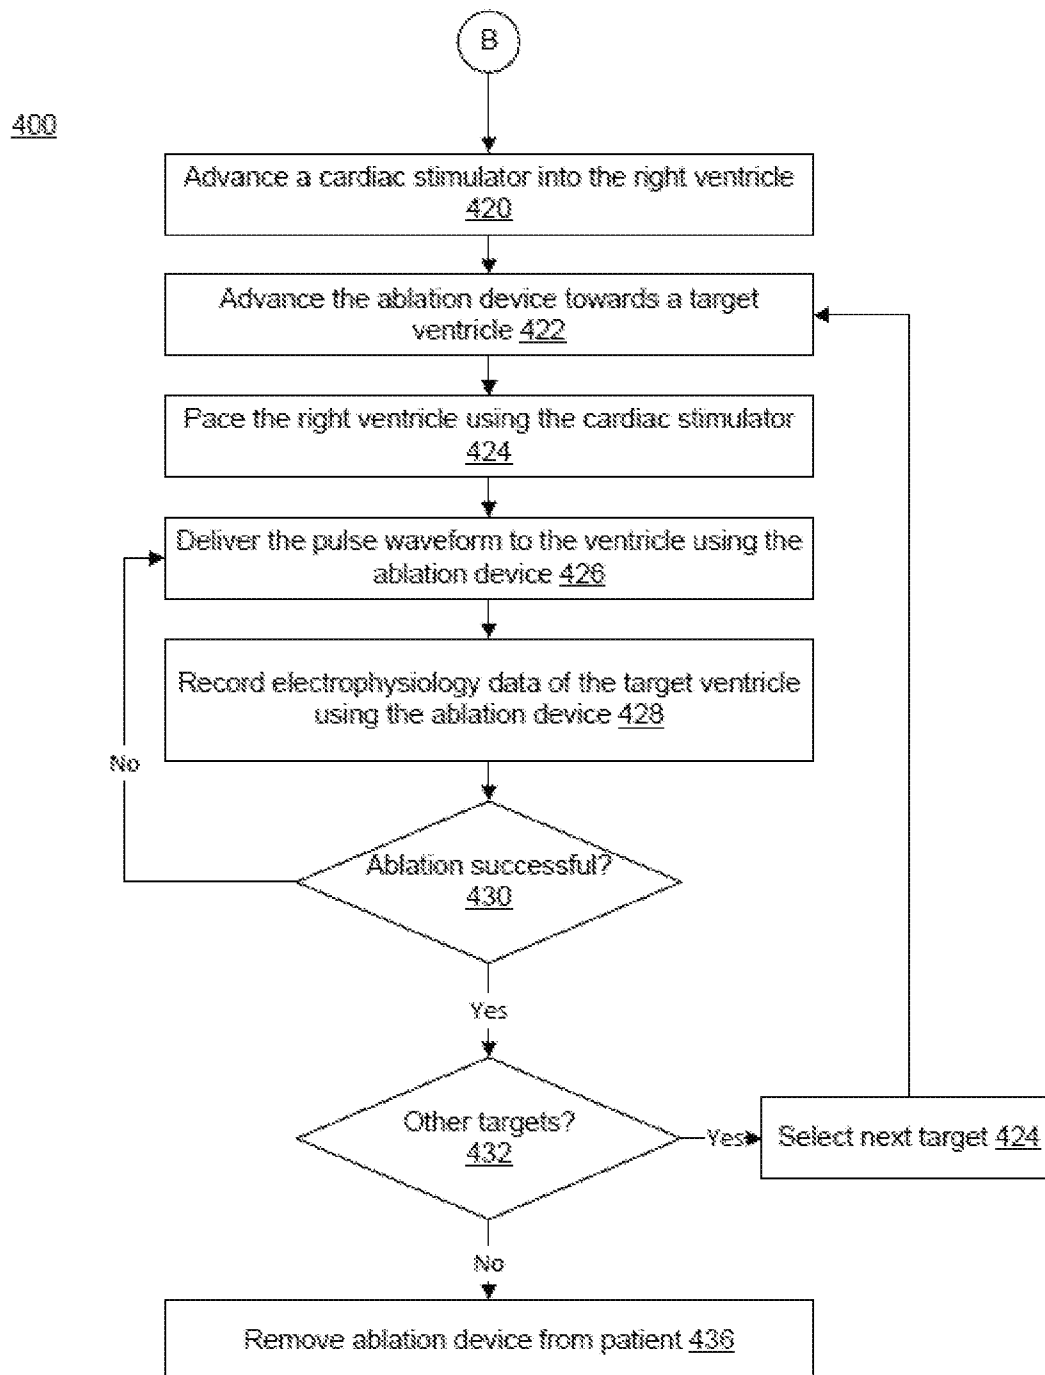 B
400
Advance a cardiac stimulator into the right ventricle
420
Advance the ablation device towards a target
ventricle 422
Pace the right ventricle using the cardiac stimulator
424
Deliver the pulse waveform to the ventricle using the
ablation device 426
Record electrophysiology data of the target ventricle
using the ablation device 428
No
Ablation successful?
430
Yes
Other targets?
432
Yes
Select next target 424
No
Remove ablation device from patient 436